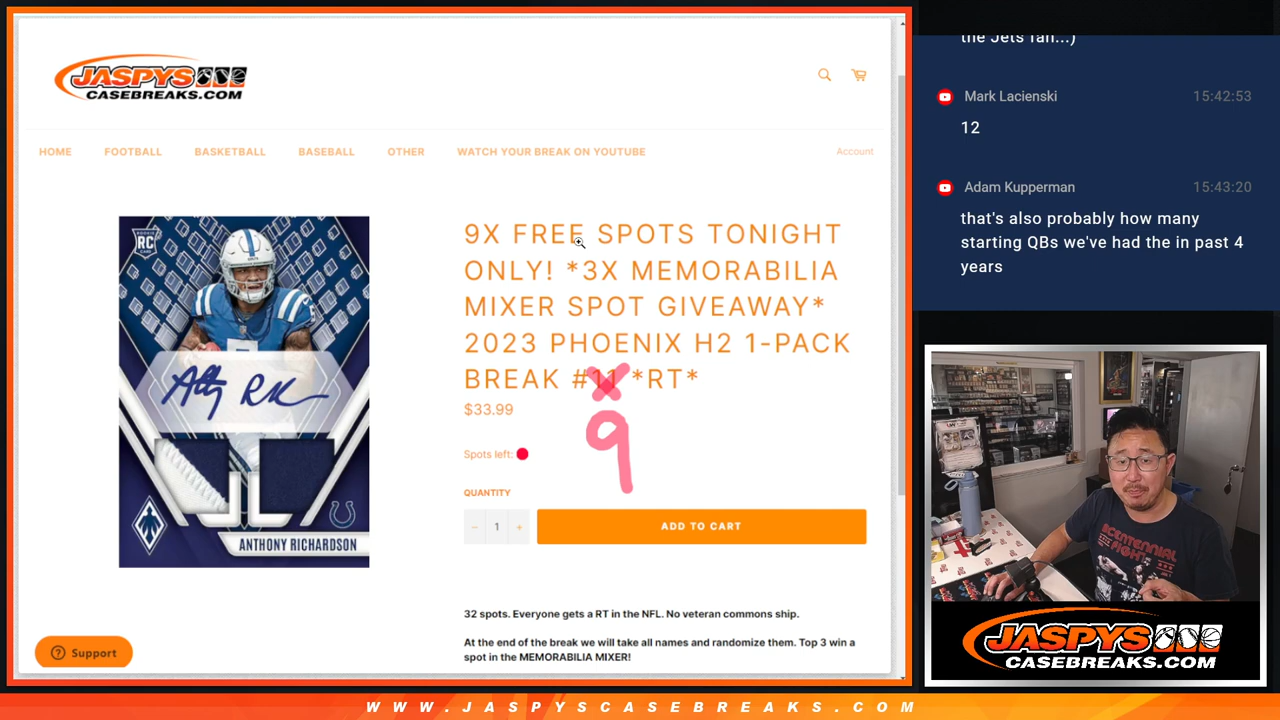 JASPYS
CASEBREAKS.COM
HOME FOOTBALL BASKETBALL BASEBALL OTHER WATCH YOUR BREAK ON YOUTUBE Account
RC
Anthony Richardson
9X FREE SPOTS TONIGHT
ONLY! *3X MEMORABILIA
MIXER SPOT GIVEAWAY*
2023 PHOENIX H2 1-PACK
BREAK #11 *RT*
9
$33.99
Spots left:
QUANTITY
− 1 + ADD TO CART
32 spots. Everyone gets a RT in the NFL. No veteran commons ship.
At the end of the break we will take all names and randomize them. Top 3 win a
spot in the MEMORABILIA MIXER!
Support
the Jets fan...)
Mark Lacienski 15:42:53
12
Adam Kupperman 15:43:20
that's also probably how many
starting QBs we've had the in past 4
years
BICENTENNIAL
FIGHT
JASPYS
CASEBREAKS.COM
WWW.JASPYSCASEBREAKS.COM